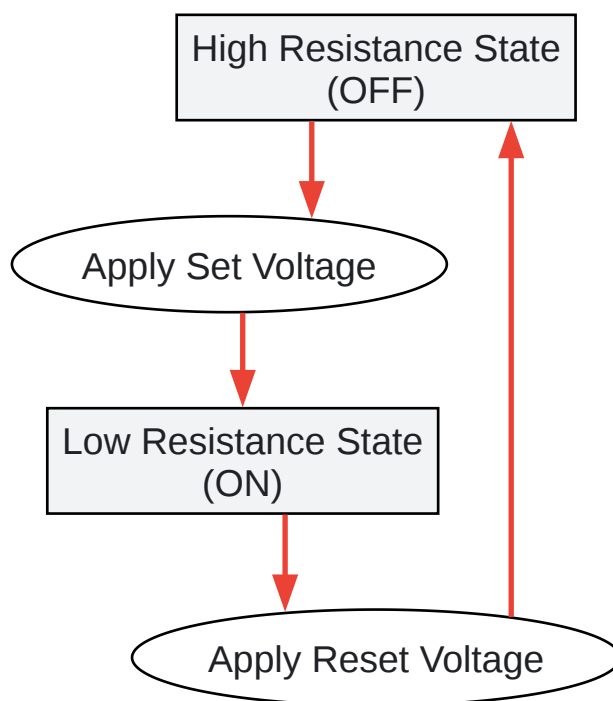 High Resistance State
(OFF)
Apply Set Voltage
Low Resistance State
(ON)
Apply Reset Voltage